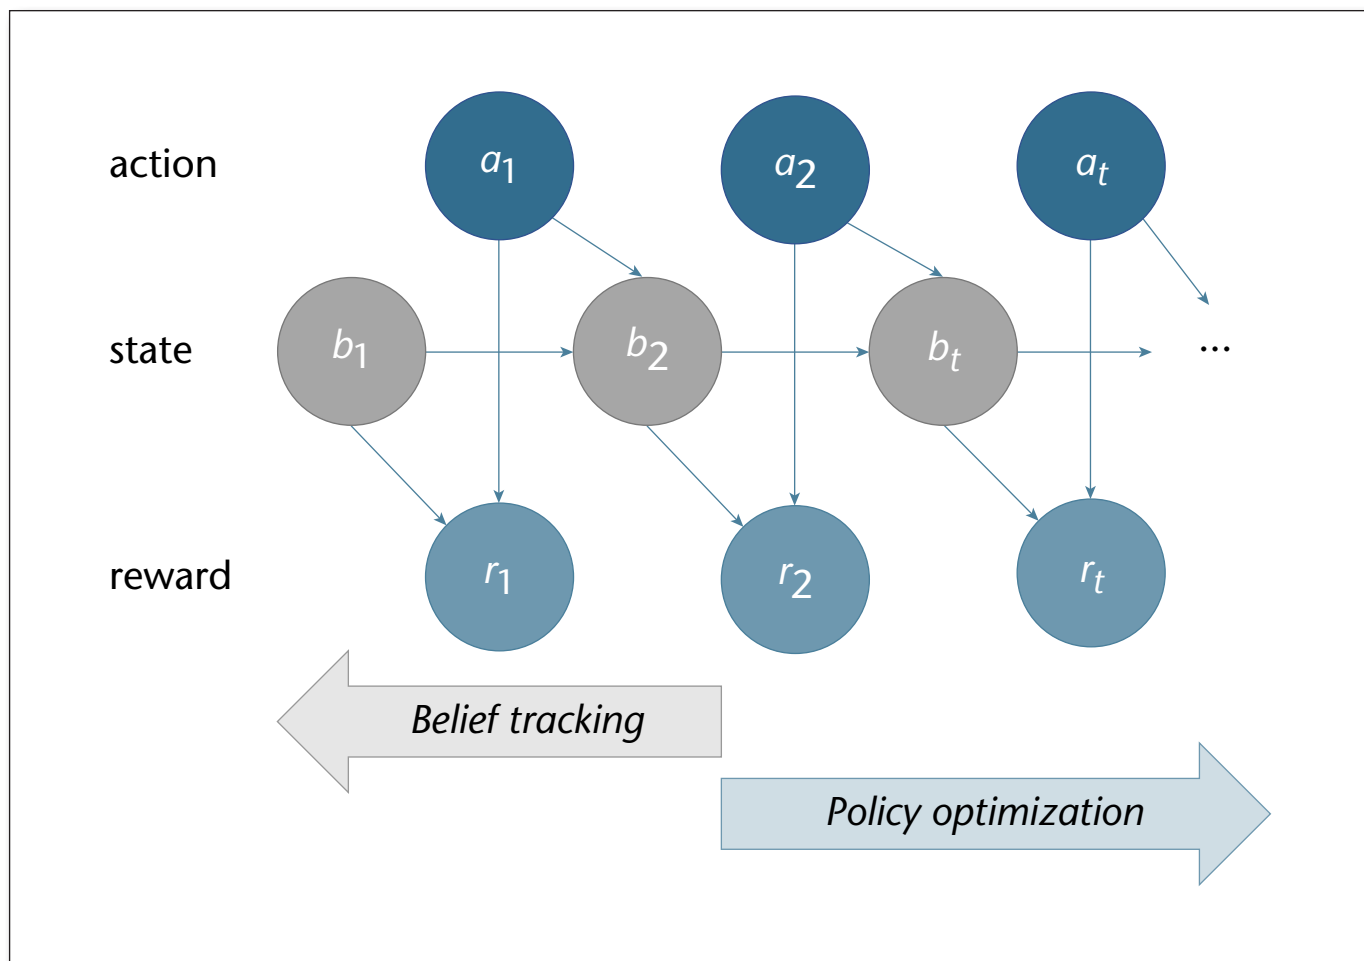 action a1 a2 at
state b1 b2 bt ...
reward r1 r2 rt
Belief tracking
Policy optimization